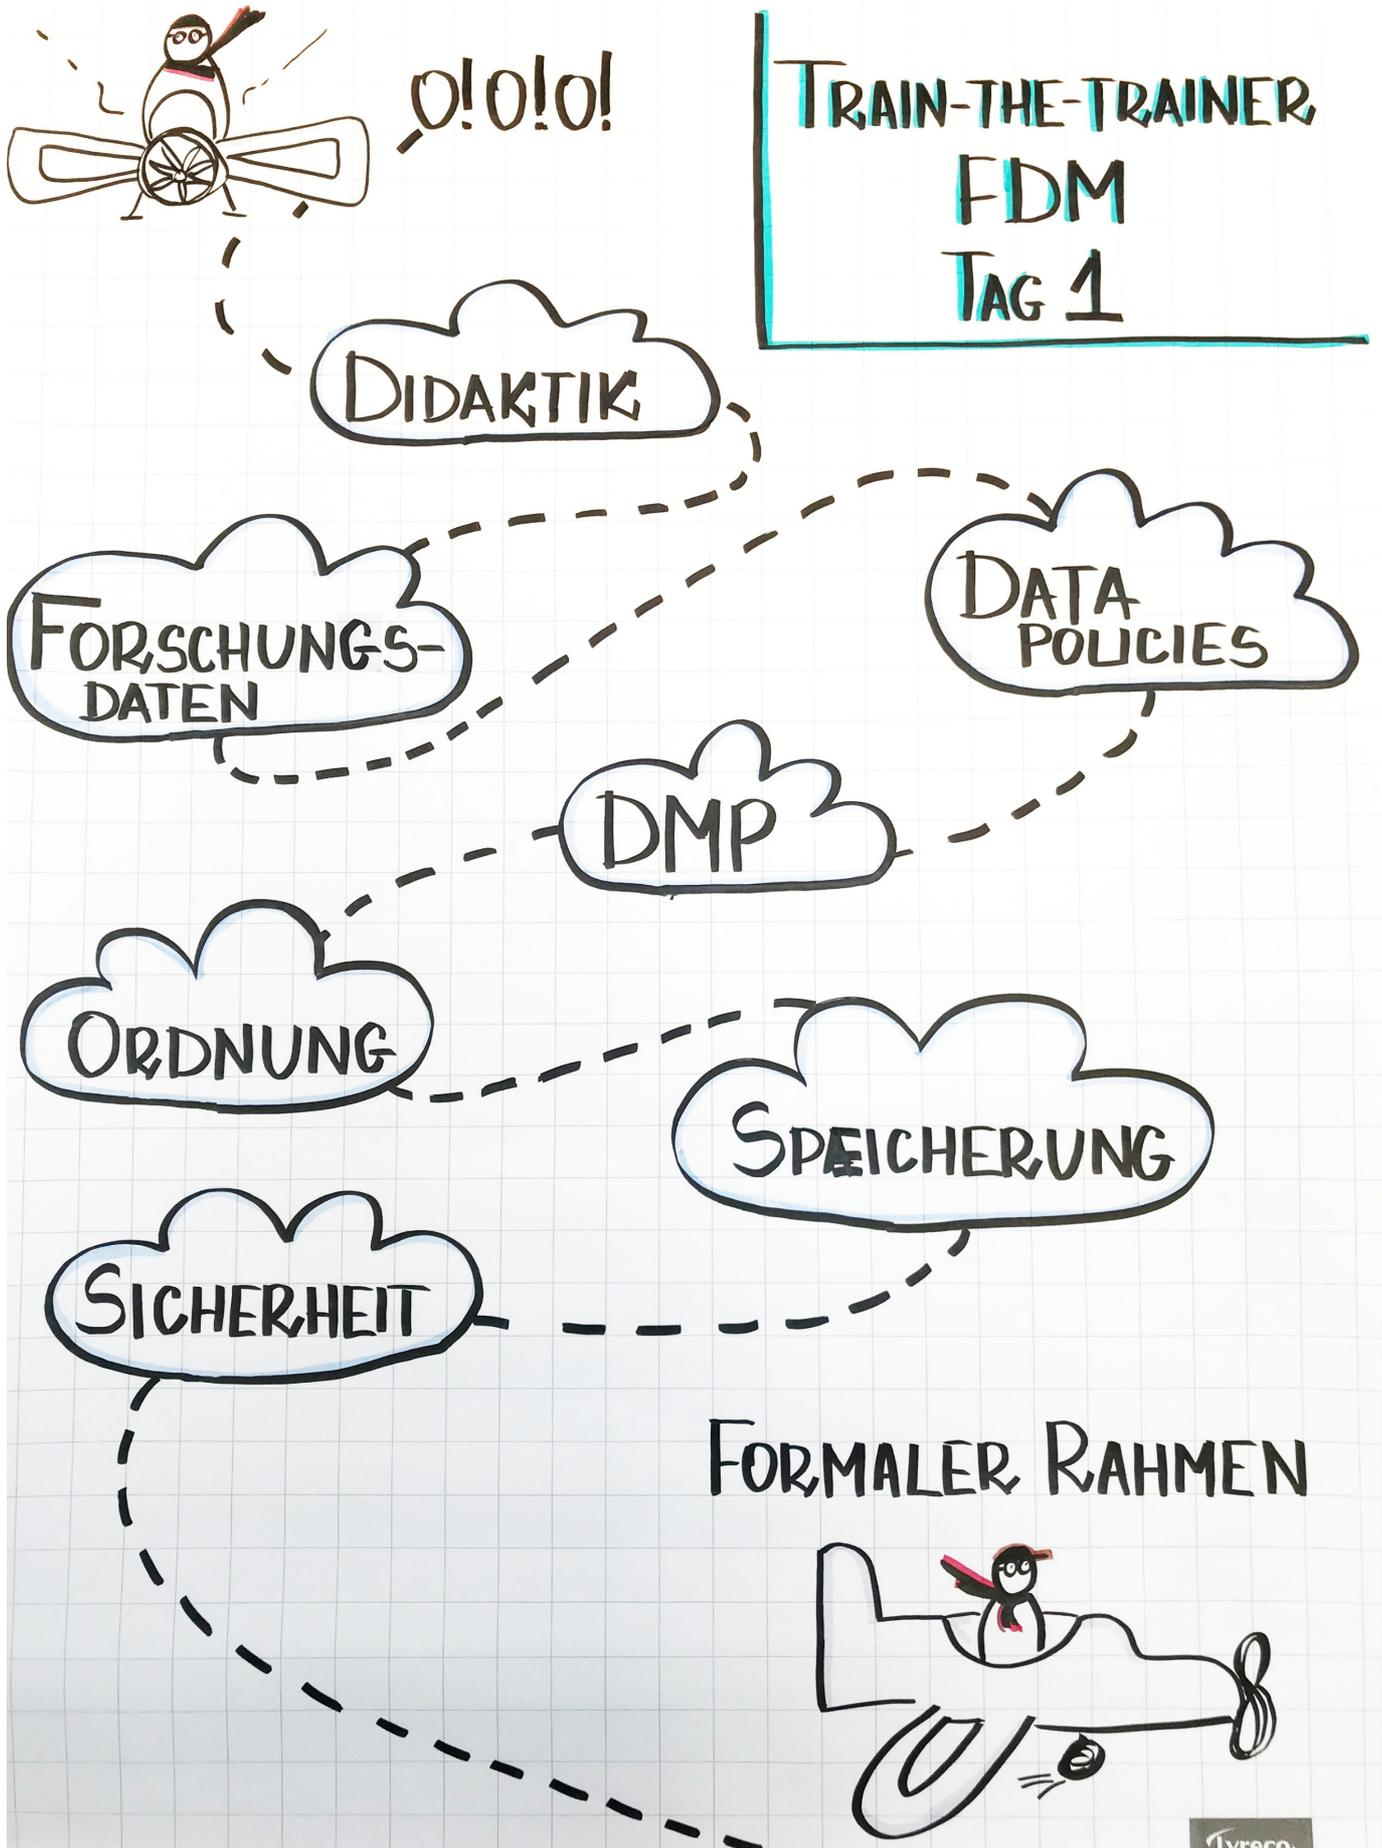 O!O!O!
TRAIN-THE-TRAINER
FDM
TAG 1
DIDAKTIK
FORSCHUNGS-
DATEN
DATA
POLICIES
DMP
ORDNUNG
SPEICHERUNG
SICHERHEIT
FORMALER RAHMEN